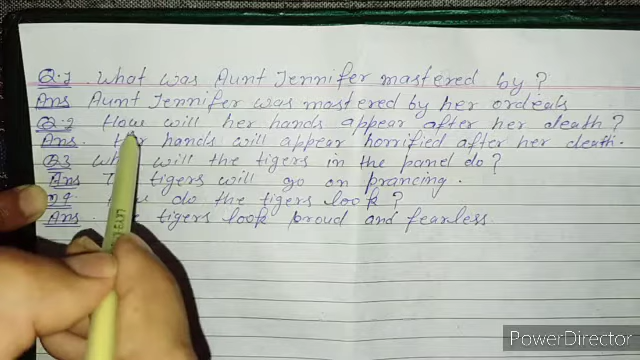 Q.1 What was Aunt Jennifer mastered by ?
Ans Aunt Jennifer was mastered by her ordeals
Q.2 How will her hands appear after her death ?
Ans. Her hands will appear horrified after her death.
Q3 What will the tigers in the panel do ?
Ans The tigers will go on prancing .
do the tigers look ?
Ans tigers look proud and fearless
PowerDirector